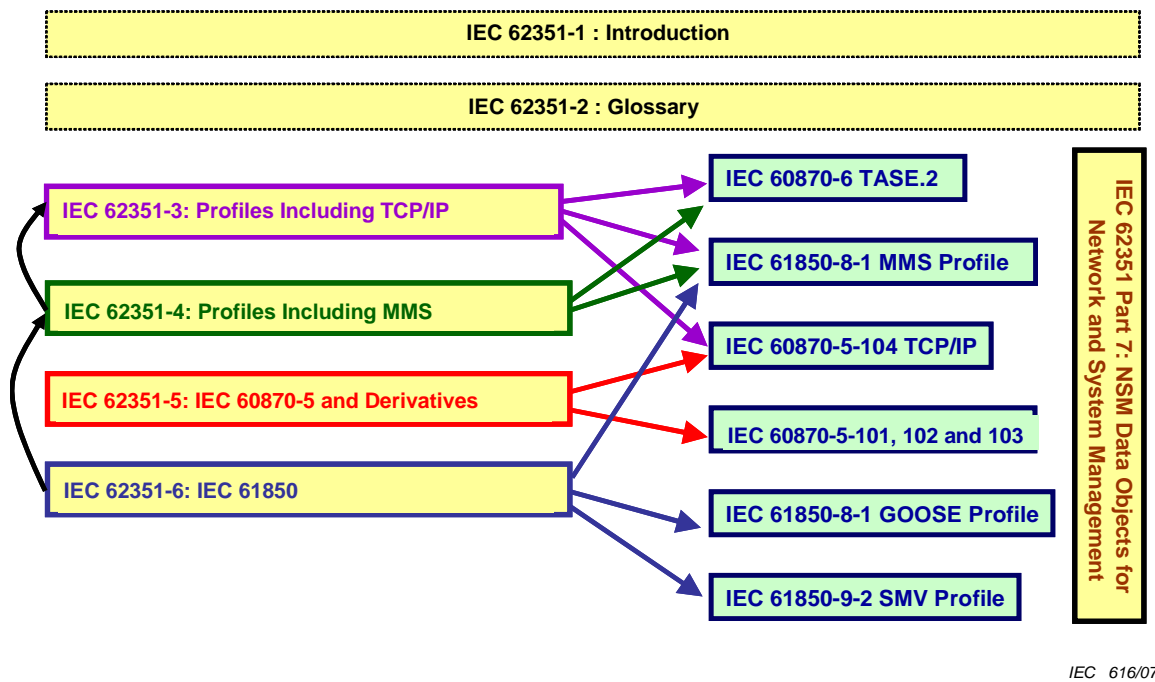 IEC 62351-1 : Introduction
IEC 62351-2 : Glossary
IEC 62351-3: Profiles Including TCP/IP
IEC 62351-4: Profiles Including MMS
IEC 62351-5: IEC 60870-5 and Derivatives
IEC 62351-6: IEC 61850
IEC 60870-6 TASE.2
IEC 61850-8-1 MMS Profile
IEC 60870-5-104 TCP/IP
IEC 60870-5-101, 102 and 103
IEC 61850-8-1 GOOSE Profile
IEC 61850-9-2 SMV Profile
IEC 62351 Part 7: NSM Data Objects for
Network and System Management
IEC 616/07